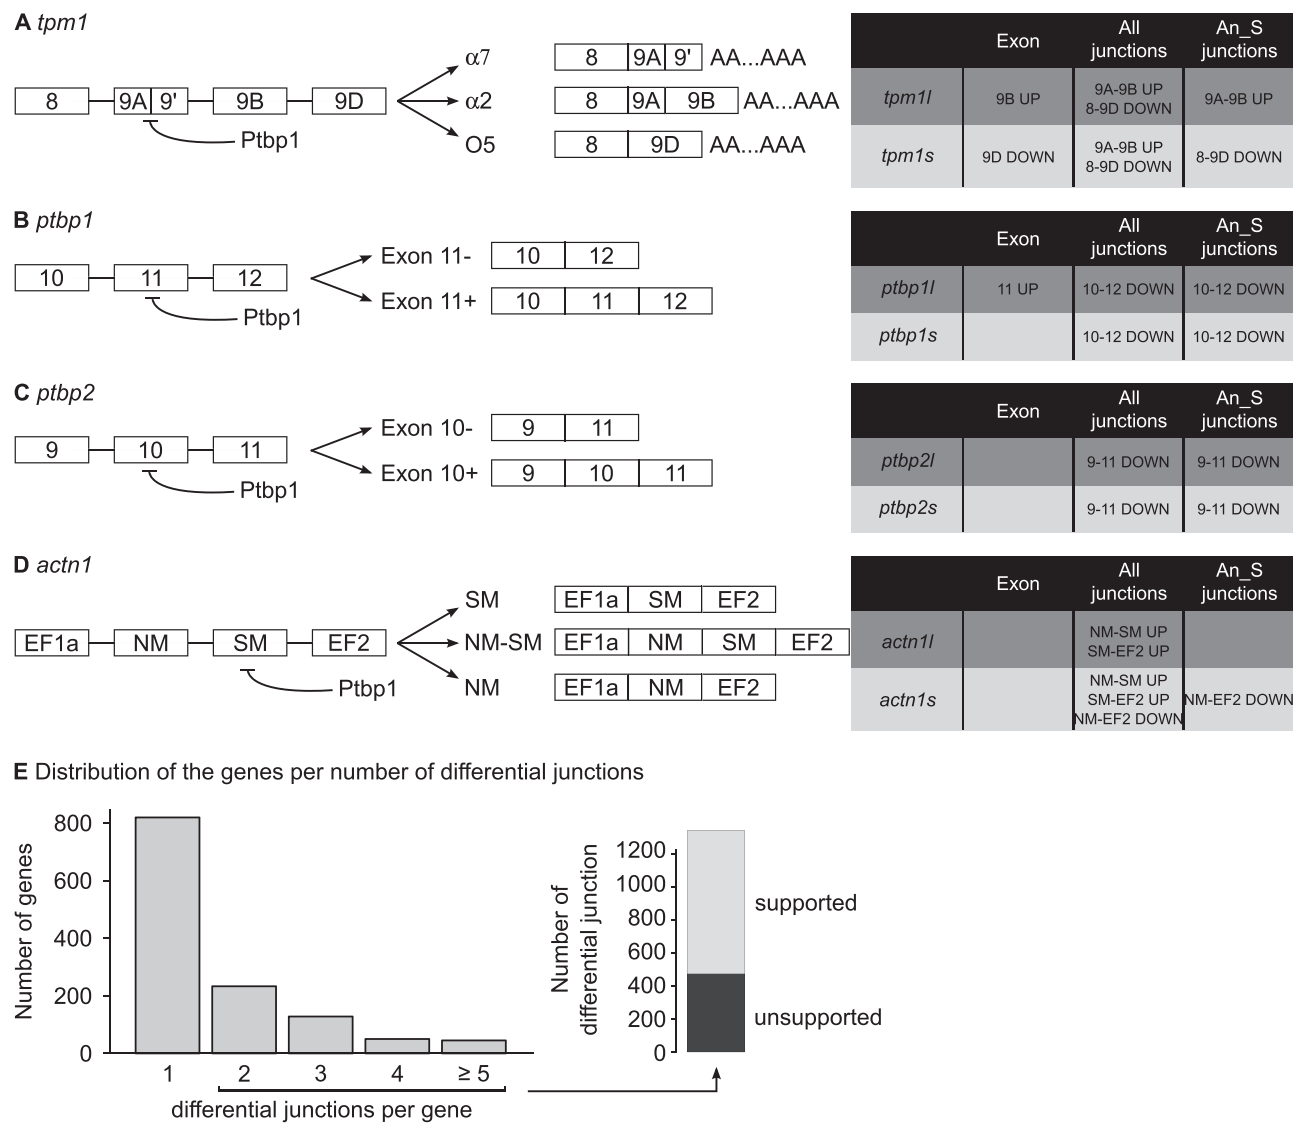 A tpm1
8 9A 9' 9B 9D
Ptbp1
α7 8 9A 9' AA...AAA
α2 8 9A 9B AA...AAA
O5 8 9D AA...AAA
Exon All junctions An_S junctions
tpm1l 9B UP 9A-9B UP 8-9D DOWN 9A-9B UP
tpm1s 9D DOWN 9A-9B UP 8-9D DOWN 8-9D DOWN
B ptbp1
10 11 12
Ptbp1
Exon 11- 10 12
Exon 11+ 10 11 12
Exon All junctions An_S junctions
ptbp1l 11 UP 10-12 DOWN 10-12 DOWN
ptbp1s 10-12 DOWN 10-12 DOWN
C ptbp2
9 10 11
Ptbp1
Exon 10- 9 11
Exon 10+ 9 10 11
Exon All junctions An_S junctions
ptbp2l 9-11 DOWN 9-11 DOWN
ptbp2s 9-11 DOWN 9-11 DOWN
D actn1
EF1a NM SM EF2
Ptbp1
SM EF1a SM EF2
NM-SM EF1a NM SM EF2
NM EF1a NM EF2
Exon All junctions An_S junctions
actn1l NM-SM UP SM-EF2 UP
actn1s NM-SM UP SM-EF2 UP NM-EF2 DOWN NM-EF2 DOWN
E Distribution of the genes per number of differential junctions
Number of genes
800
600
400
200
0
1 2 3 4 ≥ 5
differential junctions per gene
Number of
differential junction
1200
1000
800
600
400
200
0
supported
unsupported